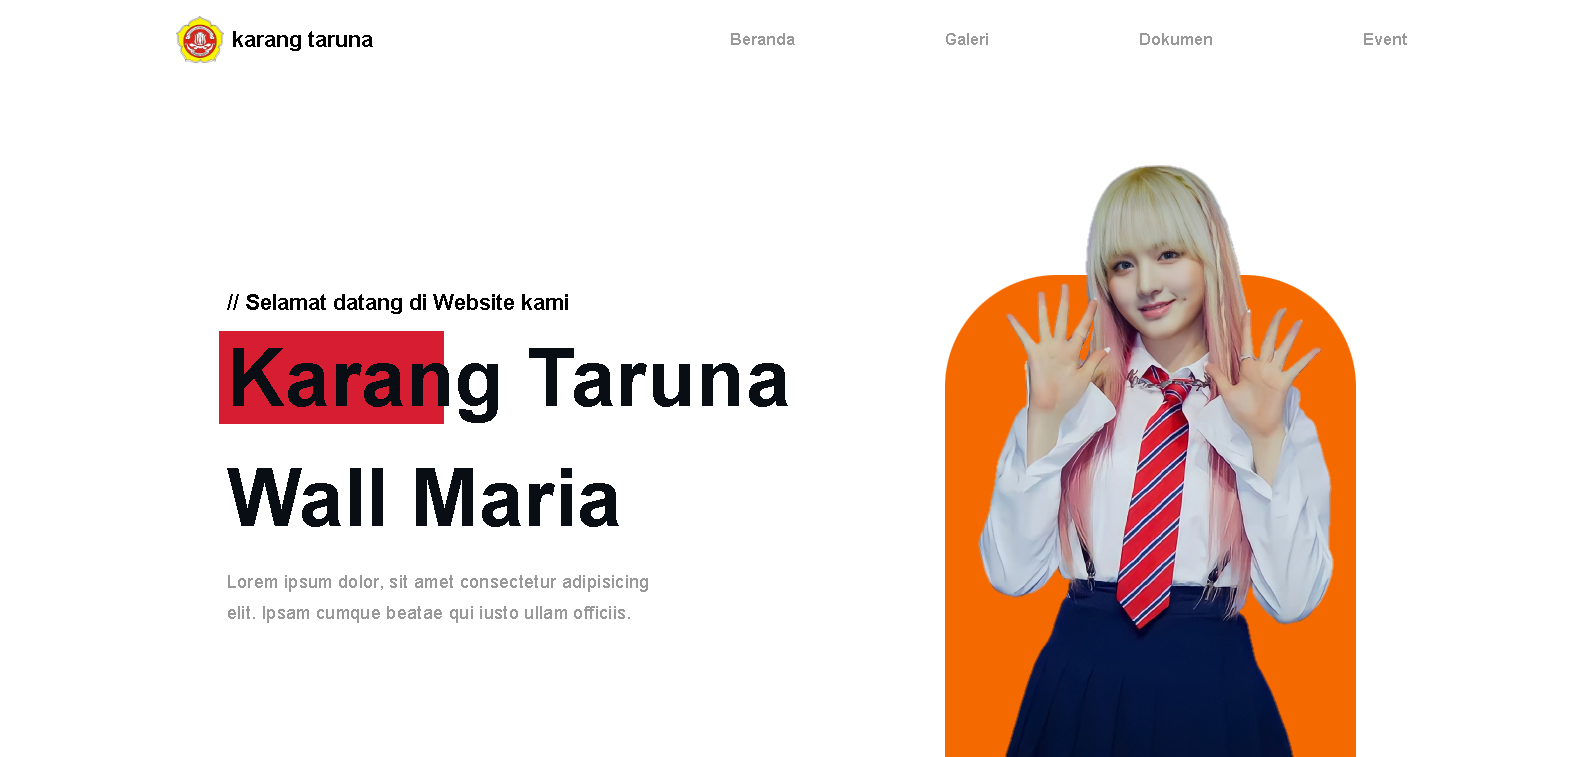 karang taruna
Beranda
Galeri
Dokumen
Event
// Selamat datang di Website kami
Karang Taruna
Wall Maria
Lorem ipsum dolor, sit amet consectetur adipisicing
elit. Ipsam cumque beatae qui iusto ullam officiis.